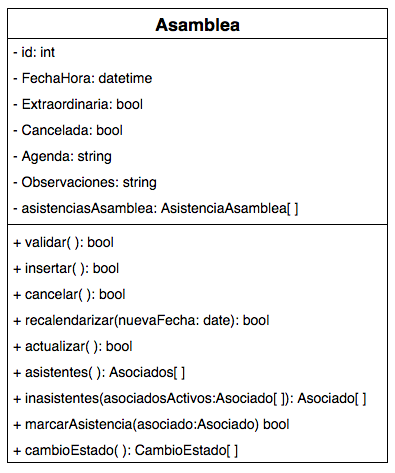 Asamblea
- id: int
- FechaHora: datetime
- Extraordinaria: bool
- Cancelada: bool
- Agenda: string
- Observaciones: string
- asistenciasAsamblea: AsistenciaAsamblea[ ]
+ validar( ): bool
+ insertar( ): bool
+ cancelar( ): bool
+ recalendarizar(nuevaFecha: date): bool
+ actualizar( ): bool
+ asistentes( ): Asociados[ ]
+ inasistentes(asociadosActivos:Asociado[ ]): Asociado[ ]
+ marcarAsistencia(asociado:Asociado) bool
+ cambioEstado( ): CambioEstado[ ]